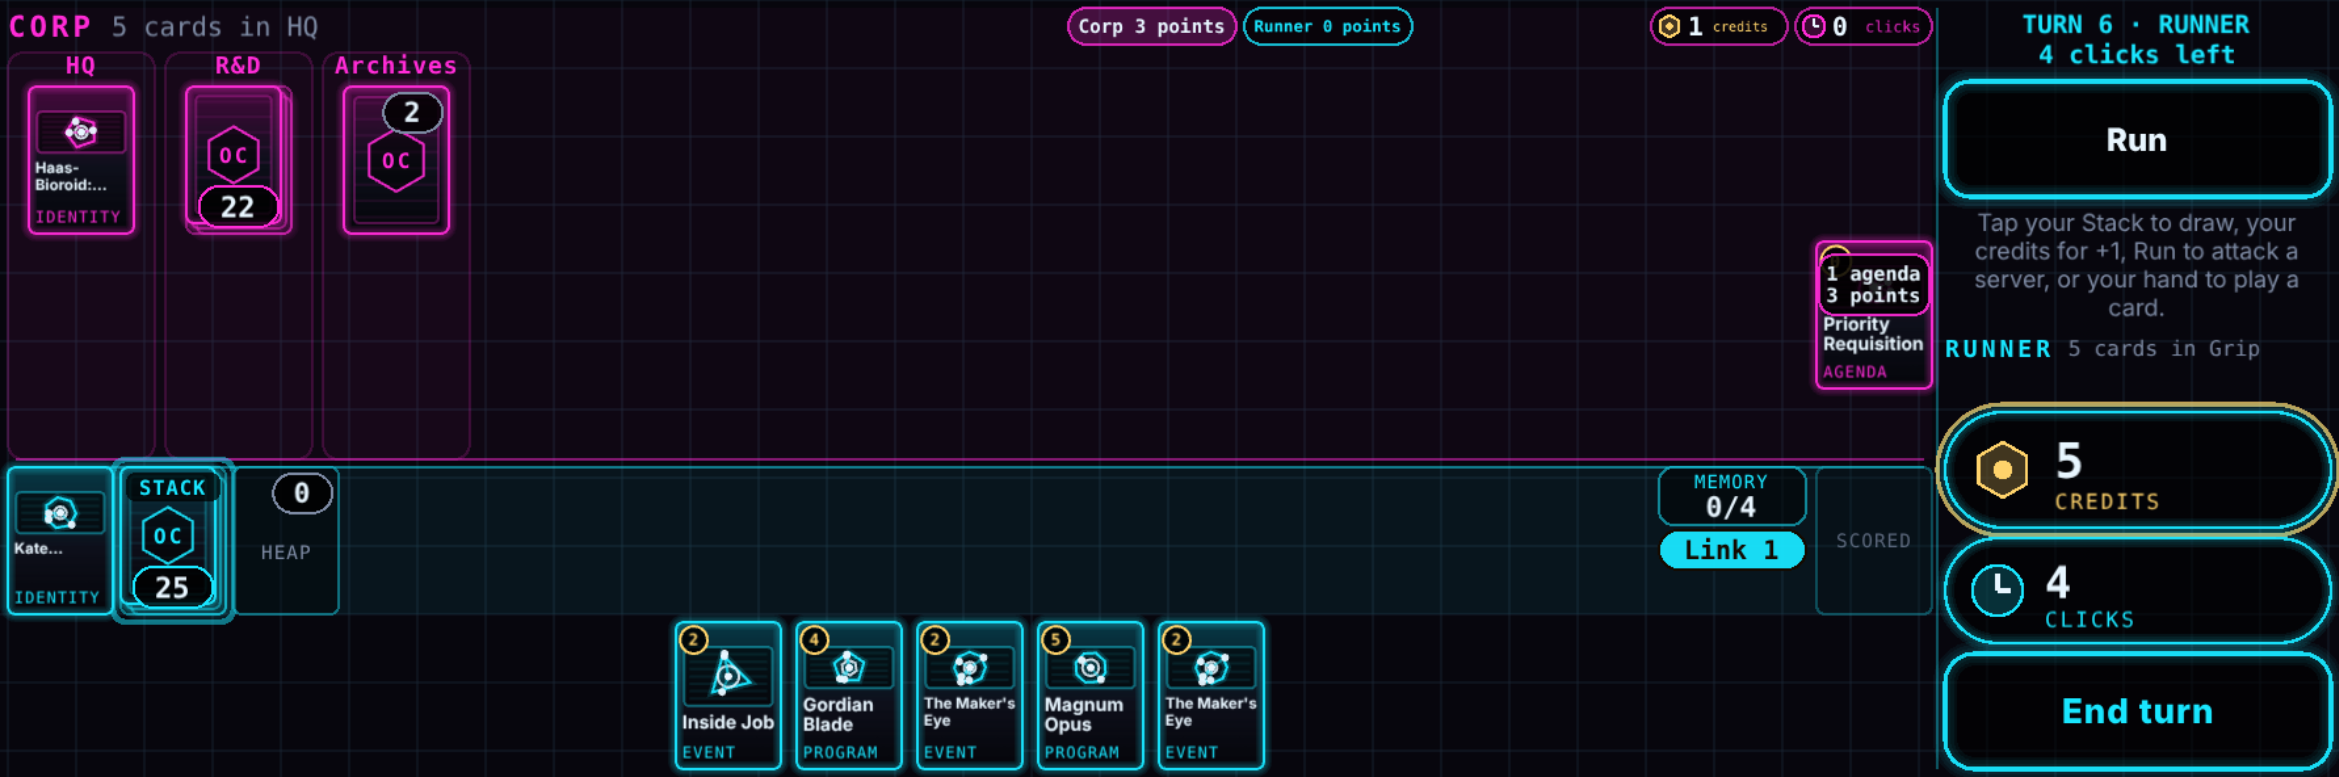 CORP 5 cards in HQ
Corp 3 points
Runner 0 points
1 credits
0 clicks
TURN 6 · RUNNER
4 clicks left
HQ
R&D
Archives
Haas-
Bioroid:...
IDENTITY
OC
22
2
OC
Run
Tap your Stack to draw, your
credits for +1, Run to attack a
server, or your hand to play a
card.
1 agenda
3 points
Priority
Requisition
AGENDA
RUNNER 5 cards in Grip
Kate...
IDENTITY
STACK
OC
25
0
HEAP
MEMORY
0/4
Link 1
SCORED
5
CREDITS
4
CLICKS
End turn
2
Inside Job
EVENT
4
Gordian
Blade
PROGRAM
2
The Maker's
Eye
EVENT
5
Magnum
Opus
PROGRAM
2
The Maker's
Eye
EVENT